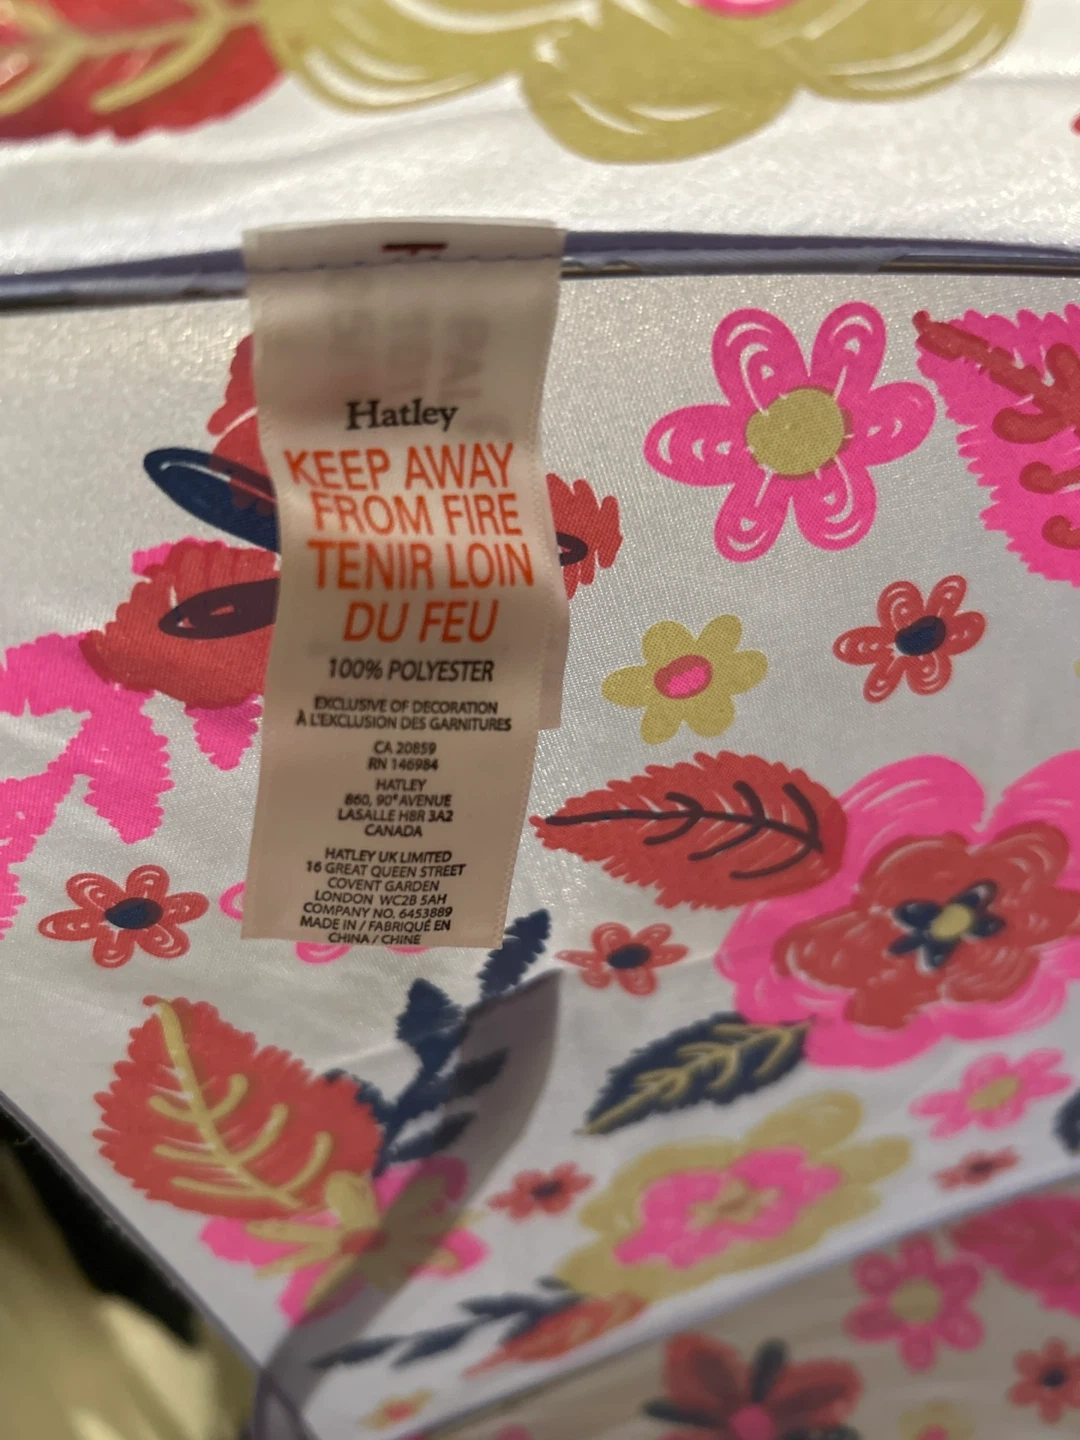 Hatley
KEEP AWAY
FROM FIRE
TENIR LOIN
DU FEU
100% POLYESTER
EXCLUSIVE OF DECORATION
À L'EXCLUSION DES GARNITURES
CA 20859
RN 146984
HATLEY
860, 90ᵉ AVENUE
LASALLE H8R 3A2
CANADA
HATLEY UK LIMITED
16 GREAT QUEEN STREET
COVENT GARDEN
LONDON WC2B 5AH
COMPANY NO. 6453889
MADE IN / FABRIQUÉ EN
CHINA / CHINE